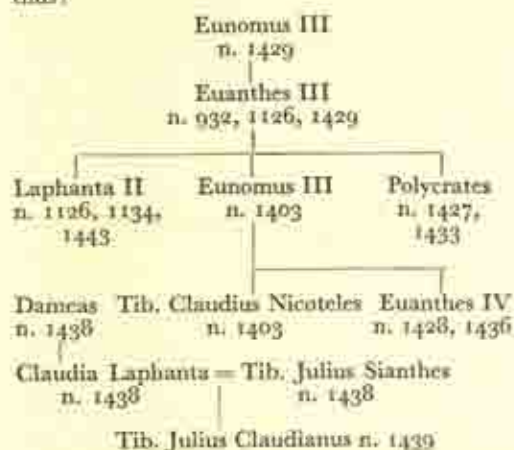 Eunomus III
n. 1429
Euanthes III
n. 932, 1126, 1429
Laphanta II Eunomus III Polycrates
n. 1126, 1134, n. 1403 n. 1427,
1443 1433
Dameas Tib. Claudius Nicoteles Euanthes IV
n. 1438 n. 1403 n. 1428, 1436
Claudia Laphanta = Tib. Julius Sianthes
n. 1438 n. 1438
Tib. Julius Claudianus n. 1439